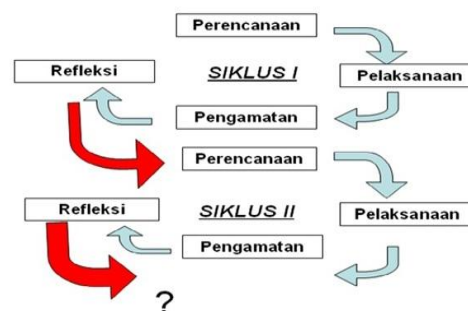 Perencanaan
Refleksi
SIKLUS I
Pelaksanaan
Pengamatan
Perencanaan
Refleksi
SIKLUS II
Pelaksanaan
Pengamatan
?